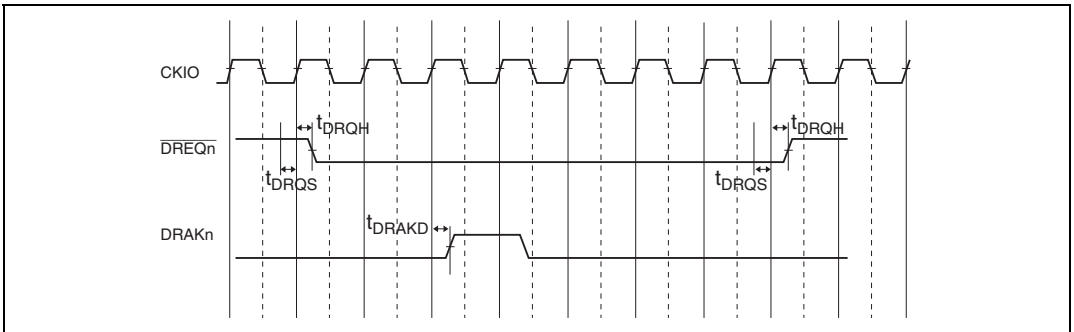 CKIO
tDRQH
tDRQH
DREQn
tDRQS
tDRQS
tDRAKD
DRAKn